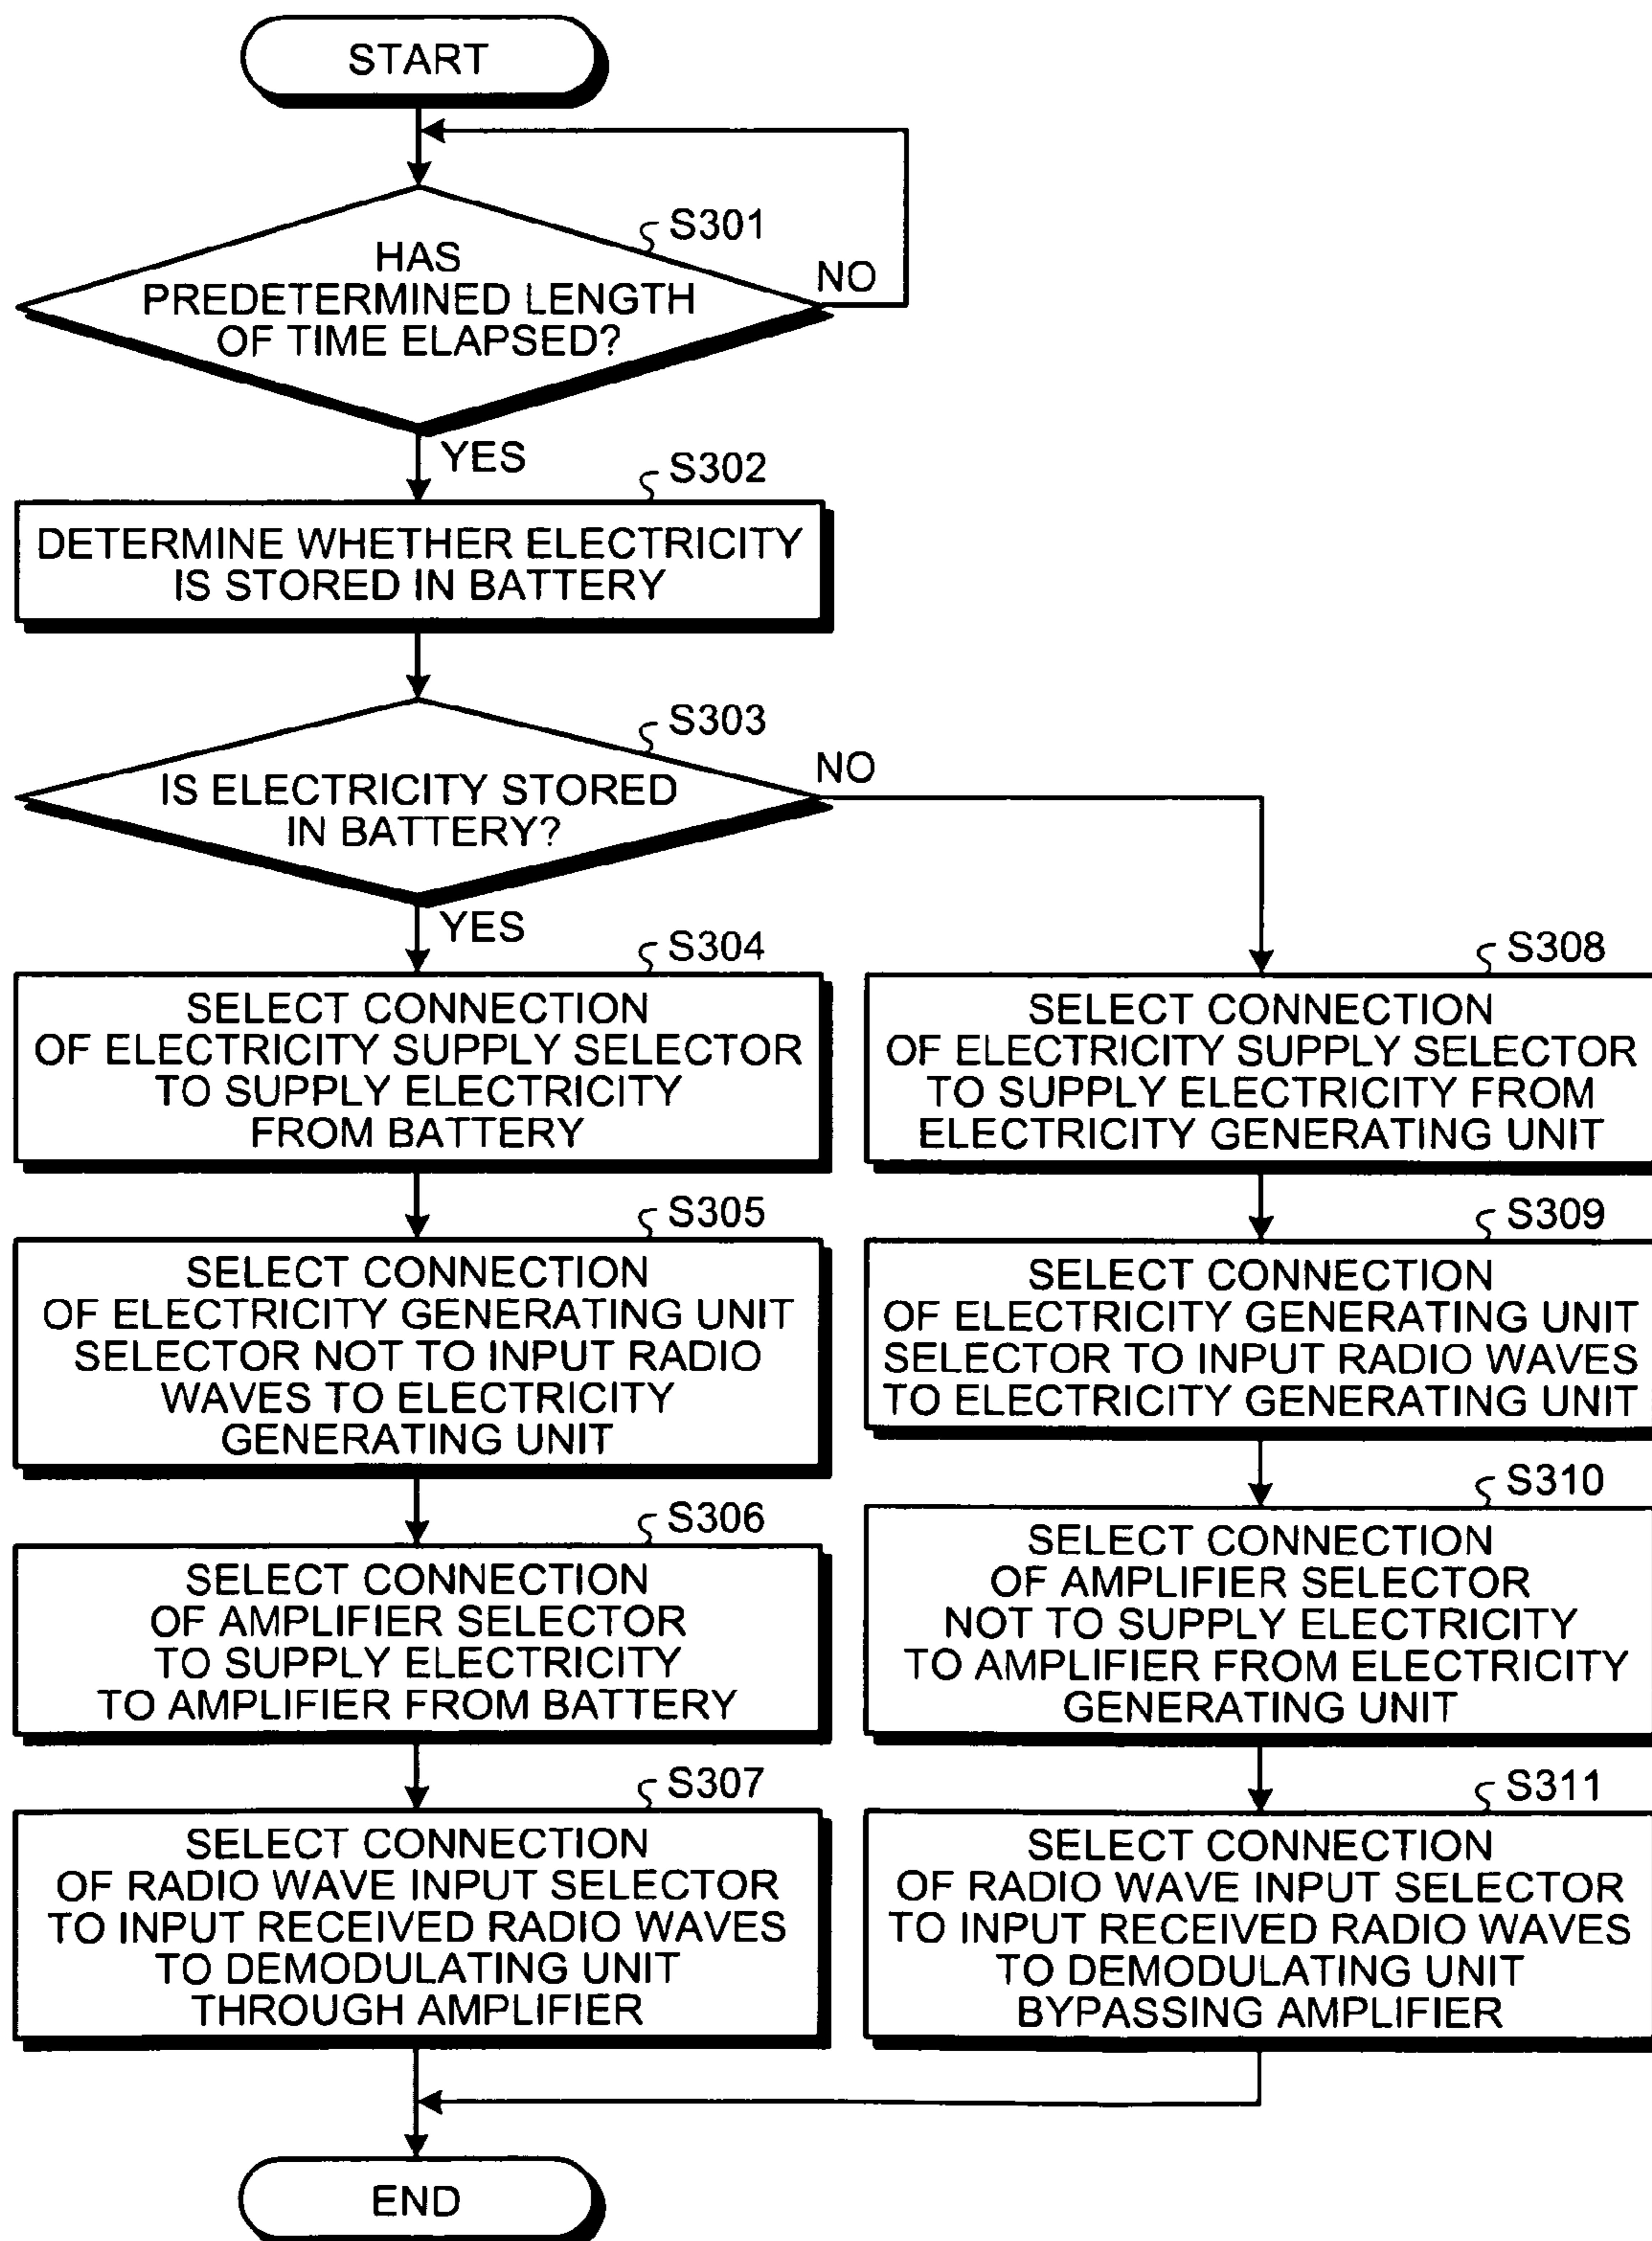 START
S301
HAS
PREDETERMINED LENGTH
OF TIME ELAPSED?
NO
YES
S302
DETERMINE WHETHER ELECTRICITY
IS STORED IN BATTERY
S303
IS ELECTRICITY STORED
IN BATTERY?
NO
YES
S304
SELECT CONNECTION
OF ELECTRICITY SUPPLY SELECTOR
TO SUPPLY ELECTRICITY
FROM BATTERY
S305
SELECT CONNECTION
OF ELECTRICITY GENERATING UNIT
SELECTOR NOT TO INPUT RADIO
WAVES TO ELECTRICITY
GENERATING UNIT
S306
SELECT CONNECTION
OF AMPLIFIER SELECTOR
TO SUPPLY ELECTRICITY
TO AMPLIFIER FROM BATTERY
S307
SELECT CONNECTION
OF RADIO WAVE INPUT SELECTOR
TO INPUT RECEIVED RADIO WAVES
TO DEMODULATING UNIT
THROUGH AMPLIFIER
S308
SELECT CONNECTION
OF ELECTRICITY SUPPLY SELECTOR
TO SUPPLY ELECTRICITY FROM
ELECTRICITY GENERATING UNIT
S309
SELECT CONNECTION
OF ELECTRICITY GENERATING UNIT
SELECTOR TO INPUT RADIO WAVES
TO ELECTRICITY GENERATING UNIT
S310
SELECT CONNECTION
OF AMPLIFIER SELECTOR
NOT TO SUPPLY ELECTRICITY
TO AMPLIFIER FROM ELECTRICITY
GENERATING UNIT
S311
SELECT CONNECTION
OF RADIO WAVE INPUT SELECTOR
TO INPUT RECEIVED RADIO WAVES
TO DEMODULATING UNIT
BYPASSING AMPLIFIER
END